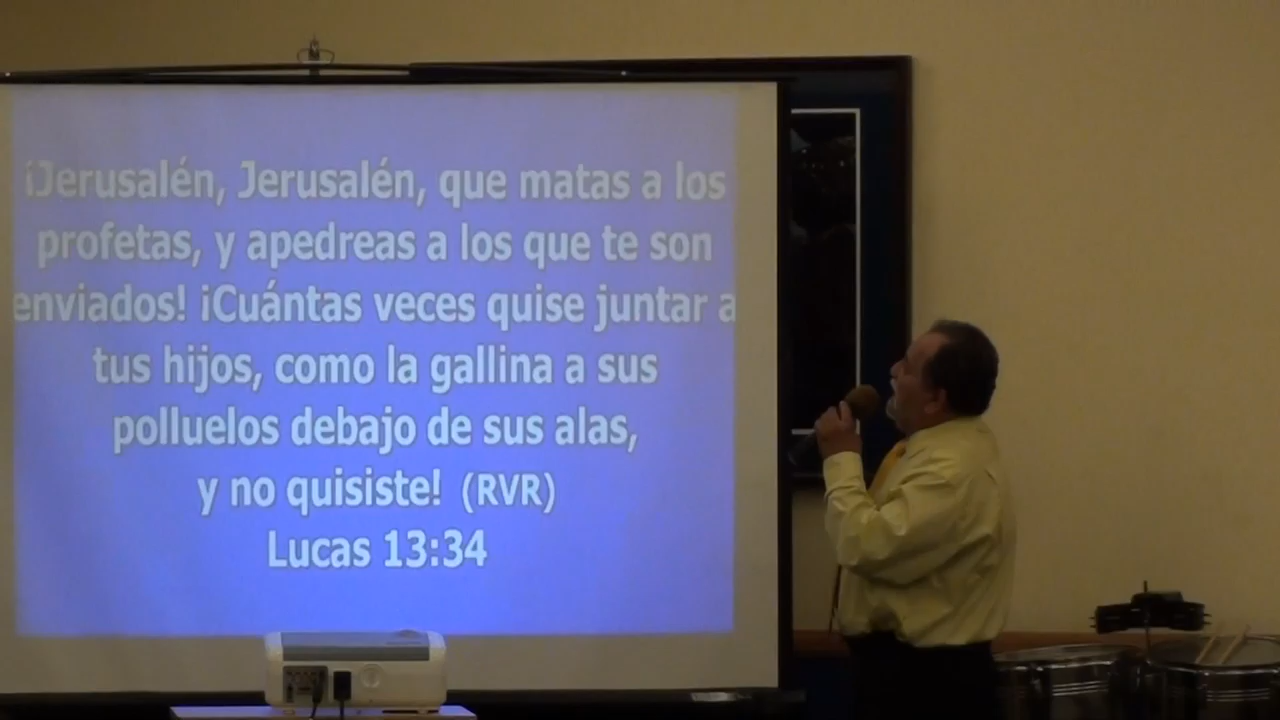 ¡Jerusalén, Jerusalén, que matas a los
profetas, y apedreas a los que te son
enviados! ¡Cuántas veces quise juntar a
tus hijos, como la gallina a sus
polluelos debajo de sus alas,
y no quisiste! (RVR)
Lucas 13:34